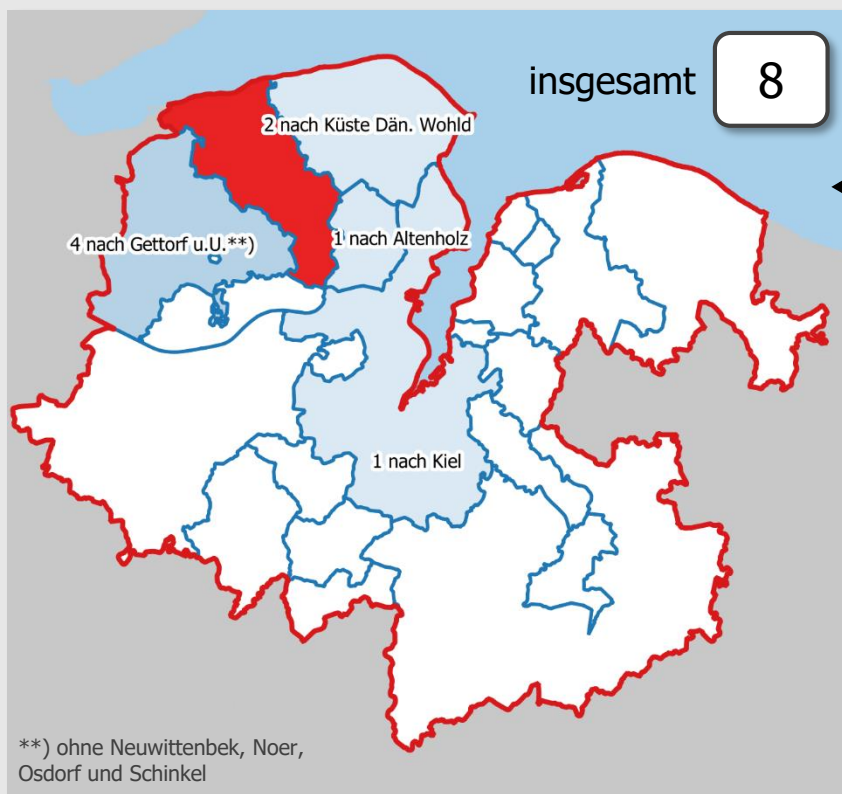 insgesamt 8
2 nach Küste Dän. Wohld
4 nach Gettorf u.U.**)
1 nach Altenholz
1 nach Kiel
**) ohne Neuwittenbek, Noer,
Osdorf und Schinkel